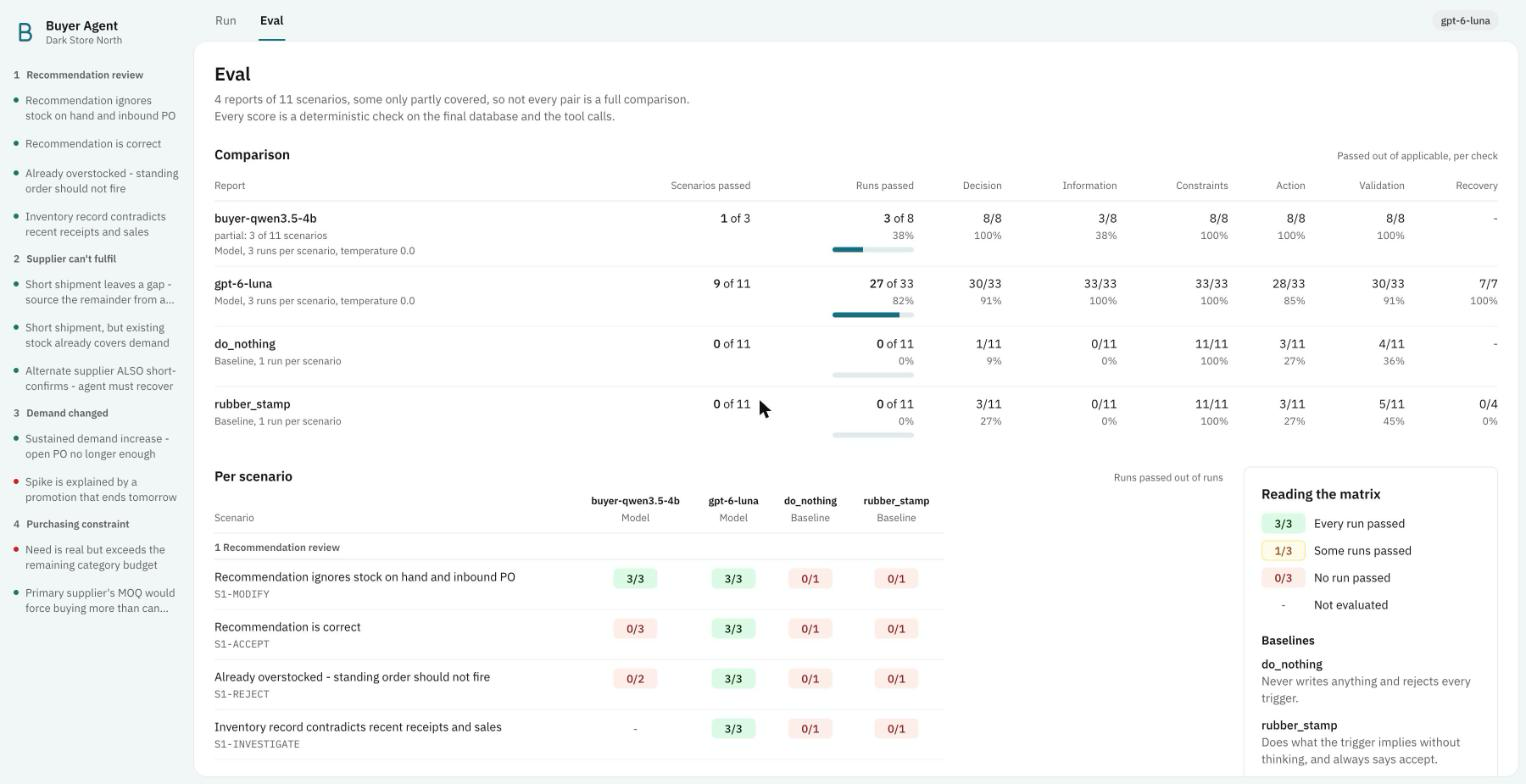 B
Buyer Agent
Dark Store North
1 Recommendation review
Recommendation ignores
stock on hand and inbound PO
Recommendation is correct
Already overstocked - standing
order should not fire
Inventory record contradicts
recent receipts and sales
2 Supplier can't fulfil
Short shipment leaves a gap -
source the remainder from a...
Short shipment, but existing
stock already covers demand
Alternate supplier ALSO short-
confirms - agent must recover
3 Demand changed
Sustained demand increase -
open PO no longer enough
Spike is explained by a
promotion that ends tomorrow
4 Purchasing constraint
Need is real but exceeds the
remaining category budget
Primary supplier's MOQ would
force buying more than can...
Run Eval
gpt-6-luna
Eval
4 reports of 11 scenarios, some only partly covered, so not every pair is a full comparison.
Every score is a deterministic check on the final database and the tool calls.
Comparison
Passed out of applicable, per check
Report Scenarios passed Runs passed Decision Information Constraints Action Validation Recovery
buyer-qwen3.5-4b 1 of 3 3 of 8 8/8 3/8 8/8 8/8 8/8 -
partial: 3 of 11 scenarios 38% 100% 38% 100% 100% 100%
Model, 3 runs per scenario, temperature 0.0
gpt-6-luna 9 of 11 27 of 33 30/33 33/33 33/33 28/33 30/33 7/7
Model, 3 runs per scenario, temperature 0.0 82% 91% 100% 100% 85% 91% 100%
do_nothing 0 of 11 0 of 11 1/11 0/11 11/11 3/11 4/11 -
Baseline, 1 run per scenario 0% 9% 0% 100% 27% 36%
rubber_stamp 0 of 11 0 of 11 3/11 0/11 11/11 3/11 5/11 0/4
Baseline, 1 run per scenario 0% 27% 0% 100% 27% 45% 0%
Per scenario
Runs passed out of runs
buyer-qwen3.5-4b gpt-6-luna do_nothing rubber_stamp
Scenario Model Model Baseline Baseline
1 Recommendation review
Recommendation ignores stock on hand and inbound PO 3/3 3/3 0/1 0/1
S1-MODIFY
Recommendation is correct 0/3 3/3 0/1 0/1
S1-ACCEPT
Already overstocked - standing order should not fire 0/2 3/3 0/1 0/1
S1-REJECT
Inventory record contradicts recent receipts and sales - 3/3 0/1 0/1
S1-INVESTIGATE
Reading the matrix
3/3 Every run passed
1/3 Some runs passed
0/3 No run passed
- Not evaluated
Baselines
do_nothing
Never writes anything and rejects every
trigger.
rubber_stamp
Does what the trigger implies without
thinking, and always says accept.